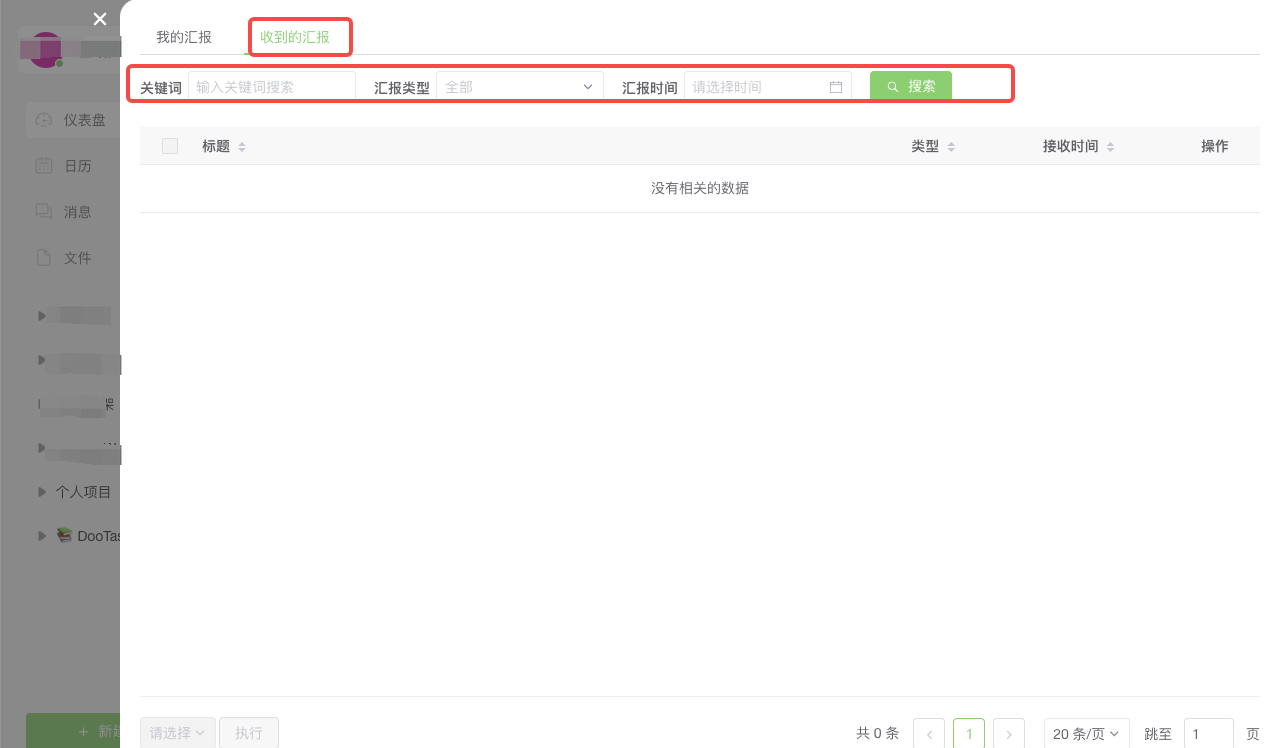 我的汇报 收到的汇报
关键词 输入关键词搜索 汇报类型 全部 汇报时间 请选择时间 搜索
标题 类型 接收时间 操作
没有相关的数据
仪表盘
日历
消息
文件
个人项目
DooTas
+ 新建
请选择 执行 共 0 条 1 20 条/页 跳至 1 页